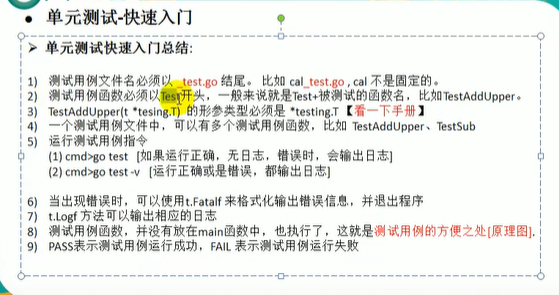 单元测试-快速入门
单元测试快速入门总结:
1) 测试用例文件名必须以 _test.go 结尾。 比如 cal_test.go , cal 不是固定的。
2) 测试用例函数必须以Test开头，一般来说就是Test+被测试的函数名，比如TestAddUpper。
3) TestAddUpper(t *tesing.T) 的形参类型必须是 *testing.T 【看一下手册】
4) 一个测试用例文件中，可以有多个测试用例函数，比如 TestAddUpper、TestSub
5) 运行测试用例指令
(1) cmd>go test [如果运行正确，无日志，错误时，会输出日志]
(2) cmd>go test -v [运行正确或是错误，都输出日志]
6) 当出现错误时，可以使用t.Fatalf 来格式化输出错误信息，并退出程序
7) t.Logf 方法可以输出相应的日志
8) 测试用例函数，并没有放在main函数中，也执行了，这就是测试用例的方便之处[原理图].
9) PASS表示测试用例运行成功，FAIL 表示测试用例运行失败